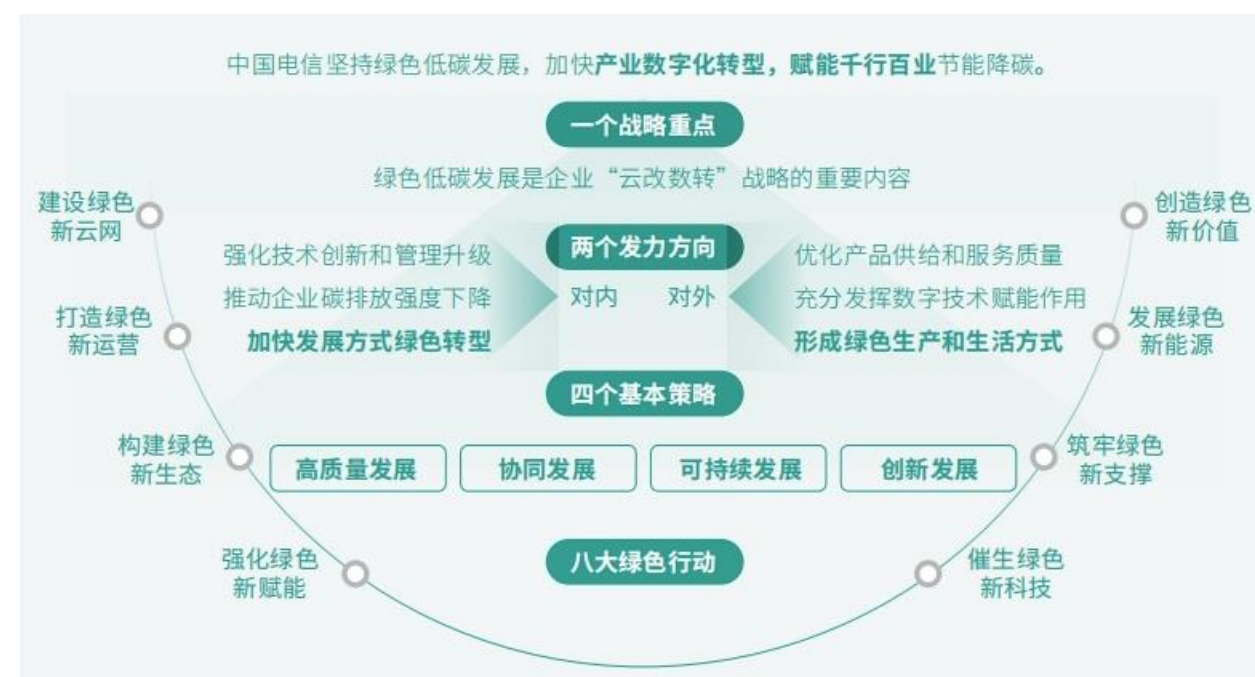 中国电信坚持绿色低碳发展，加快产业数字化转型，赋能千行百业节能降碳。
一个战略重点
绿色低碳发展是企业“云改数转”战略的重要内容
两个发力方向
对内
强化技术创新和管理升级
推动企业碳排放强度下降
加快发展方式绿色转型
对外
优化产品供给和服务质量
充分发挥数字技术赋能作用
形成绿色生产和生活方式
四个基本策略
高质量发展
协同发展
可持续发展
创新发展
八大绿色行动
建设绿色
新云网
打造绿色
新运营
构建绿色
新生态
强化绿色
新赋能
催生绿色
新科技
筑牢绿色
新支撑
发展绿色
新能源
创造绿色
新价值